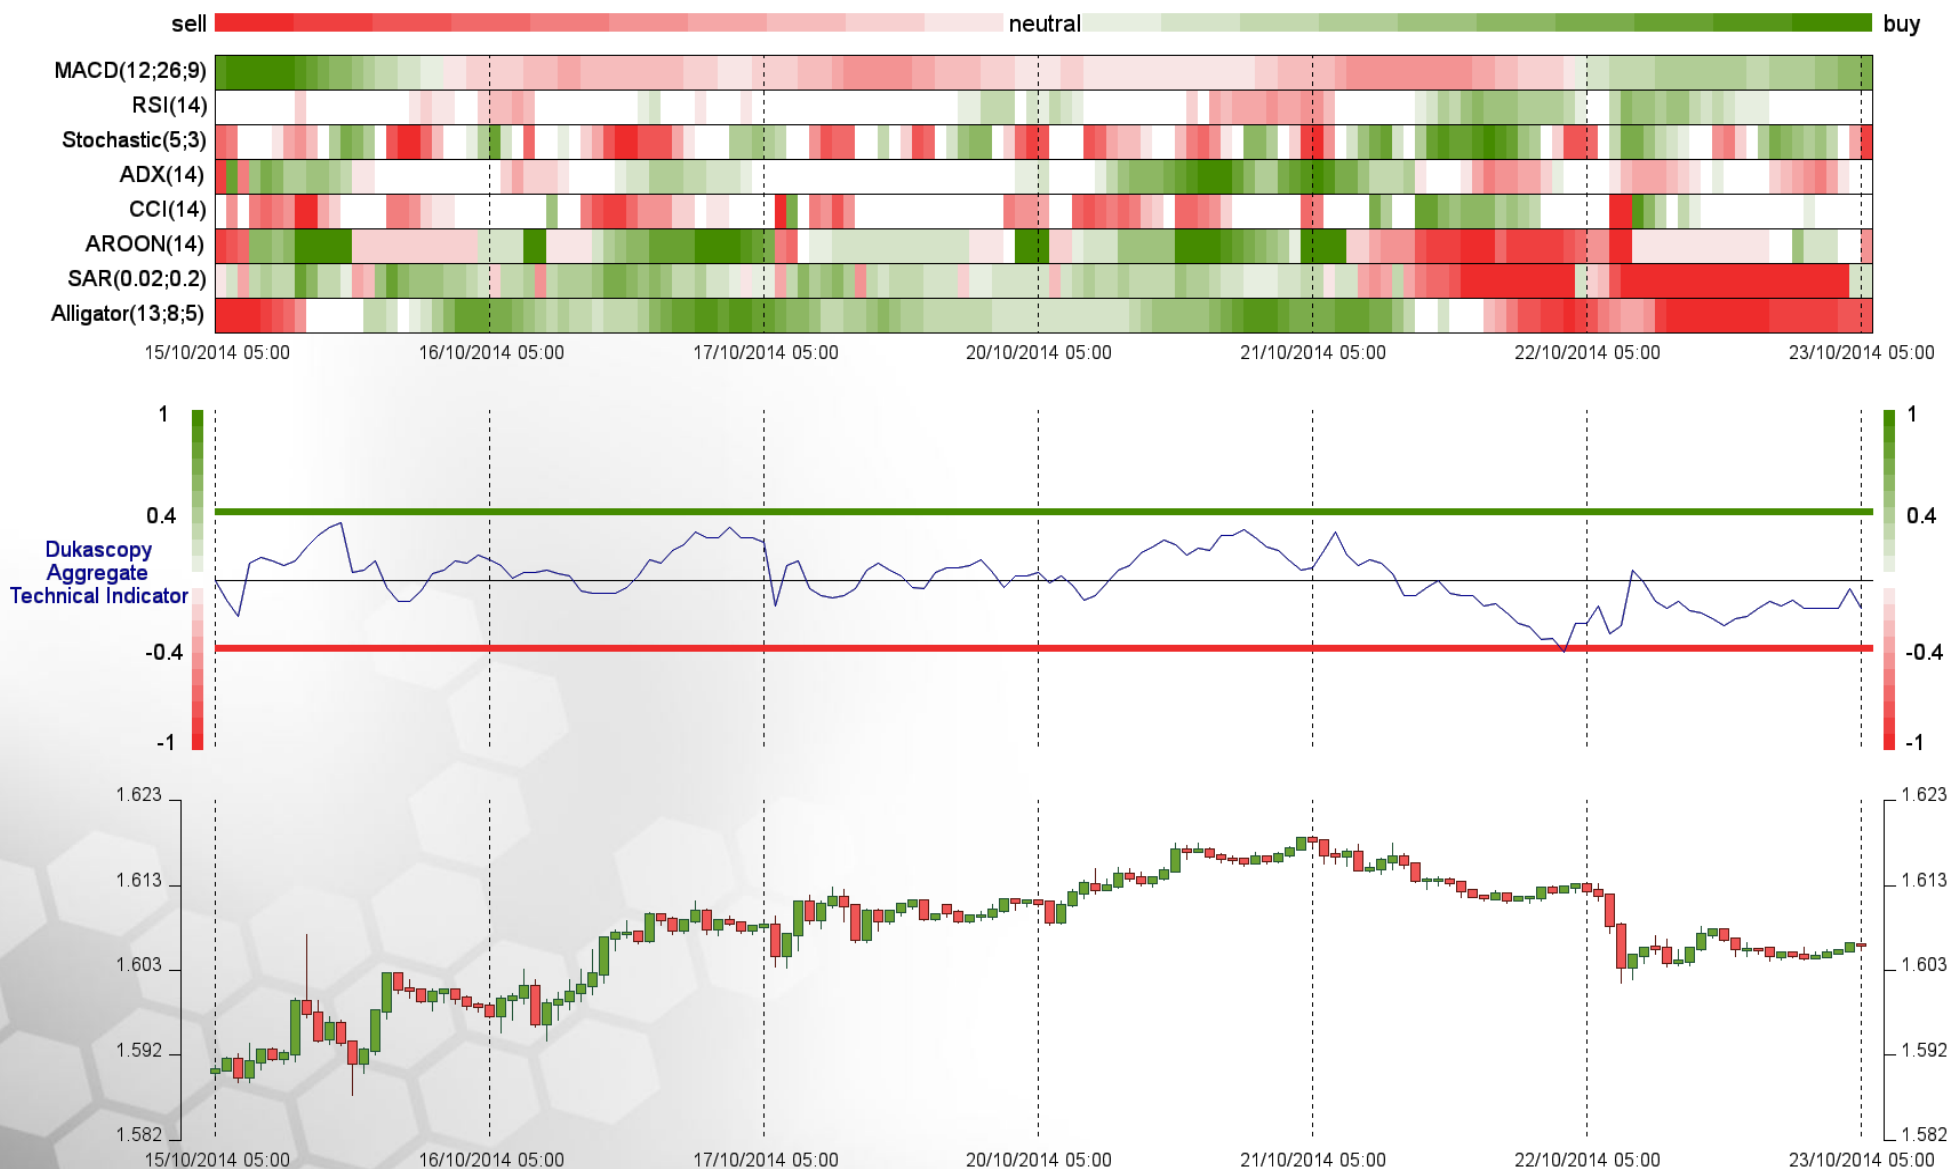 sell neutral buy
MACD(12;26;9)
RSI(14)
Stochastic(5;3)
ADX(14)
CCI(14)
AROON(14)
SAR(0.02;0.2)
Alligator(13;8;5)
15/10/2014 05:00 16/10/2014 05:00 17/10/2014 05:00 20/10/2014 05:00 21/10/2014 05:00 22/10/2014 05:00 23/10/2014 05:00
1 1
0.4 0.4
Dukascopy
Aggregate
Technical Indicator
-0.4 -0.4
-1 -1
1.623 1.623
1.613 1.613
1.603 1.603
1.592 1.592
1.582 1.582
15/10/2014 05:00 16/10/2014 05:00 17/10/2014 05:00 20/10/2014 05:00 21/10/2014 05:00 22/10/2014 05:00 23/10/2014 05:00